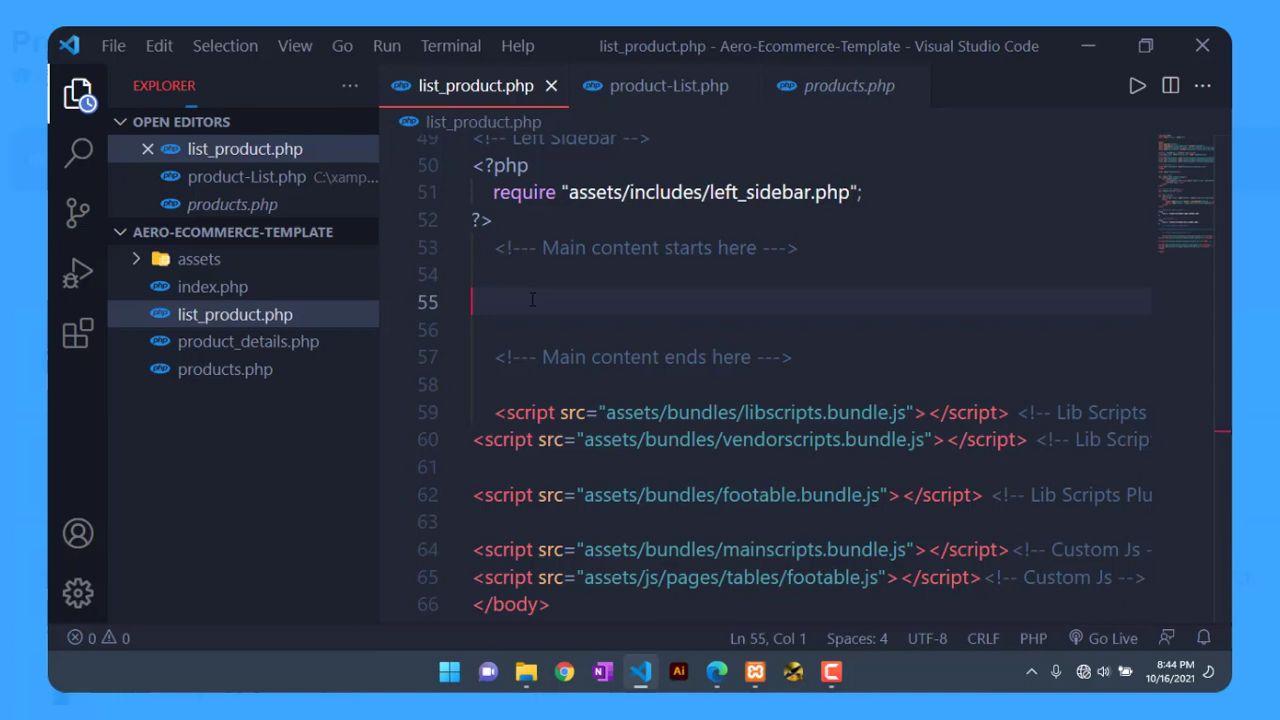 File Edit Selection View Go Run Terminal Help
list_product.php - Aero-Ecommerce-Template - Visual Studio Code
EXPLORER
list_product.php
product-List.php
products.php
OPEN EDITORS
list_product.php
list_product.php
product-List.php C:\xamp...
products.php
AERO-ECOMMERCE-TEMPLATE
assets
index.php
list_product.php
product_details.php
products.php
49 <!-- Left Sidebar -->
50 <?php
51 require "assets/includes/left_sidebar.php";
52 ?>
53 <!--- Main content starts here --->
54
55
56
57 <!--- Main content ends here --->
58
59 <script src="assets/bundles/libscripts.bundle.js"></script> <!-- Lib Scripts
60 <script src="assets/bundles/vendorscripts.bundle.js"></script> <!-- Lib Scrip
61
62 <script src="assets/bundles/footable.bundle.js"></script> <!-- Lib Scripts Plu
63
64 <script src="assets/bundles/mainscripts.bundle.js"></script><!-- Custom Js -
65 <script src="assets/js/pages/tables/footable.js"></script><!-- Custom Js -->
66 </body>
0 0
Ln 55, Col 1 Spaces: 4 UTF-8 CRLF PHP Go Live
8:44 PM
10/16/2021